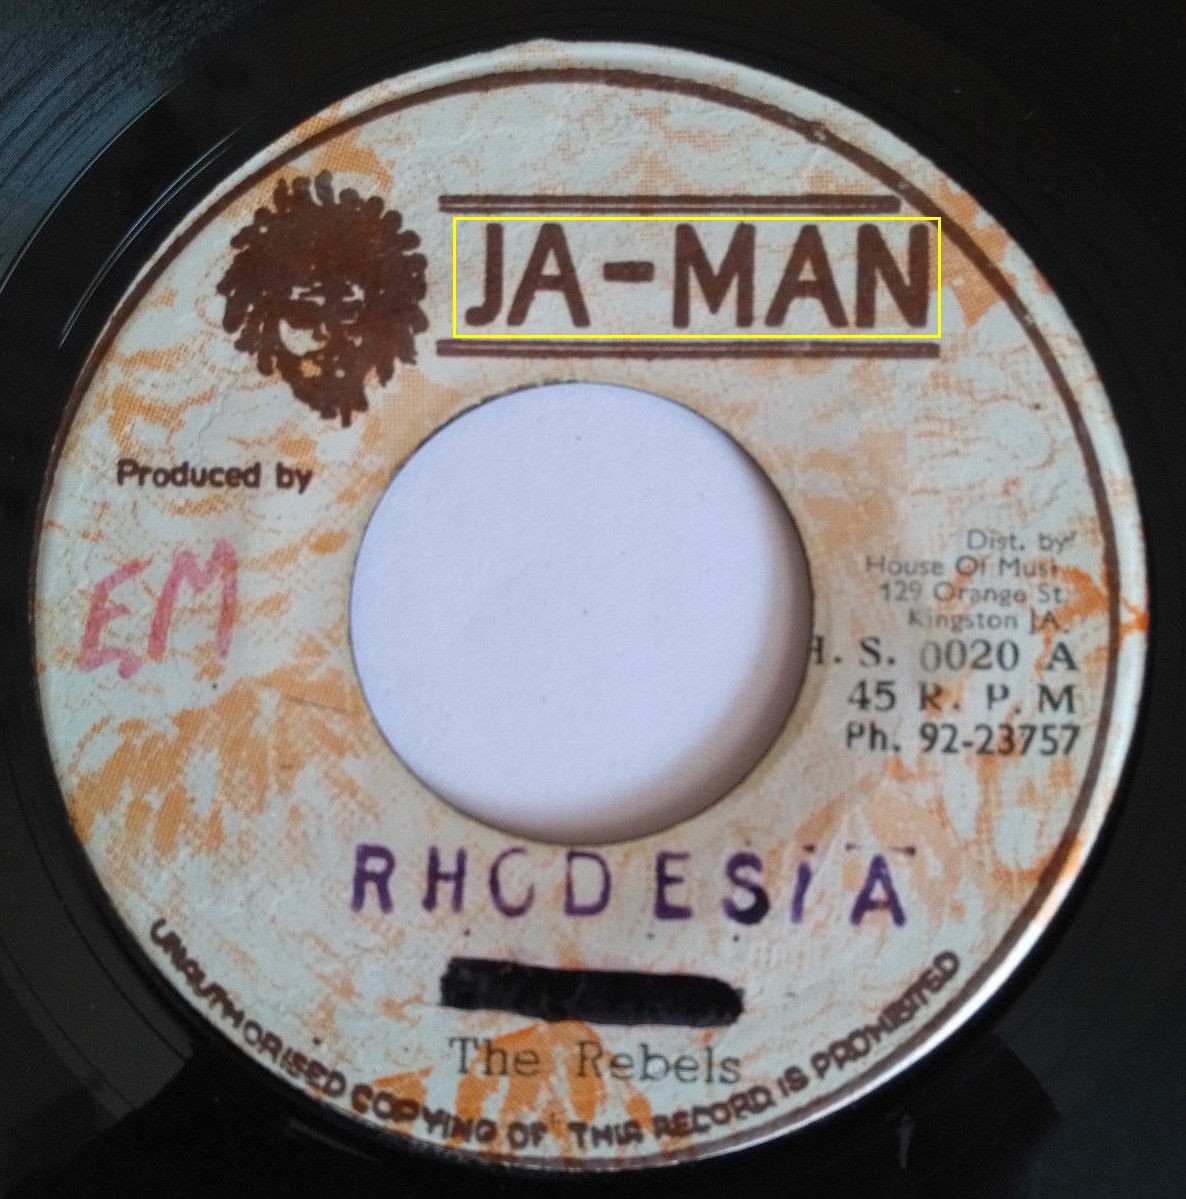 JA-MAN
Produced by
EM
Dist. by
House Of Musi
129 Orange St.
Kingston JA.
H. S. 0020 A
45 R. P. M
Ph. 92-23757
RHODESIA
The Rebels
UNAUTHORISED COPYING OF THIS RECORD IS PROHIBITED